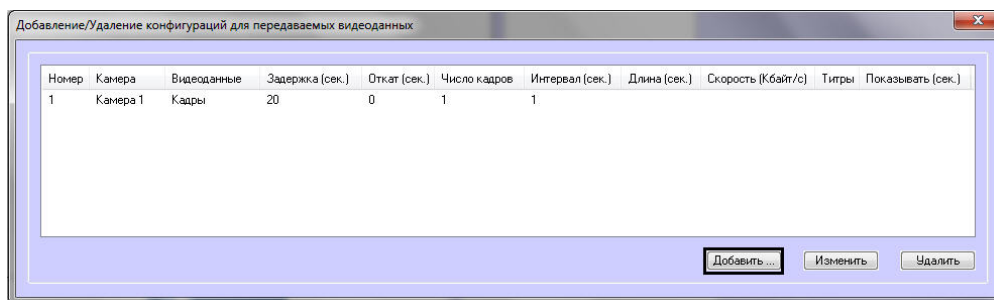 Добавление/Удаление конфигураций для передаваемых видеоданных
Номер Камера Видеоданные Задержка (сек.) Откат (сек.) Число кадров Интервал (сек.) Длина (сек.) Скорость (Кбайт/с) Титры Показывать (сек.)
1 Камера 1 Кадры 20 0 1 1
Добавить ... Изменить Удалить